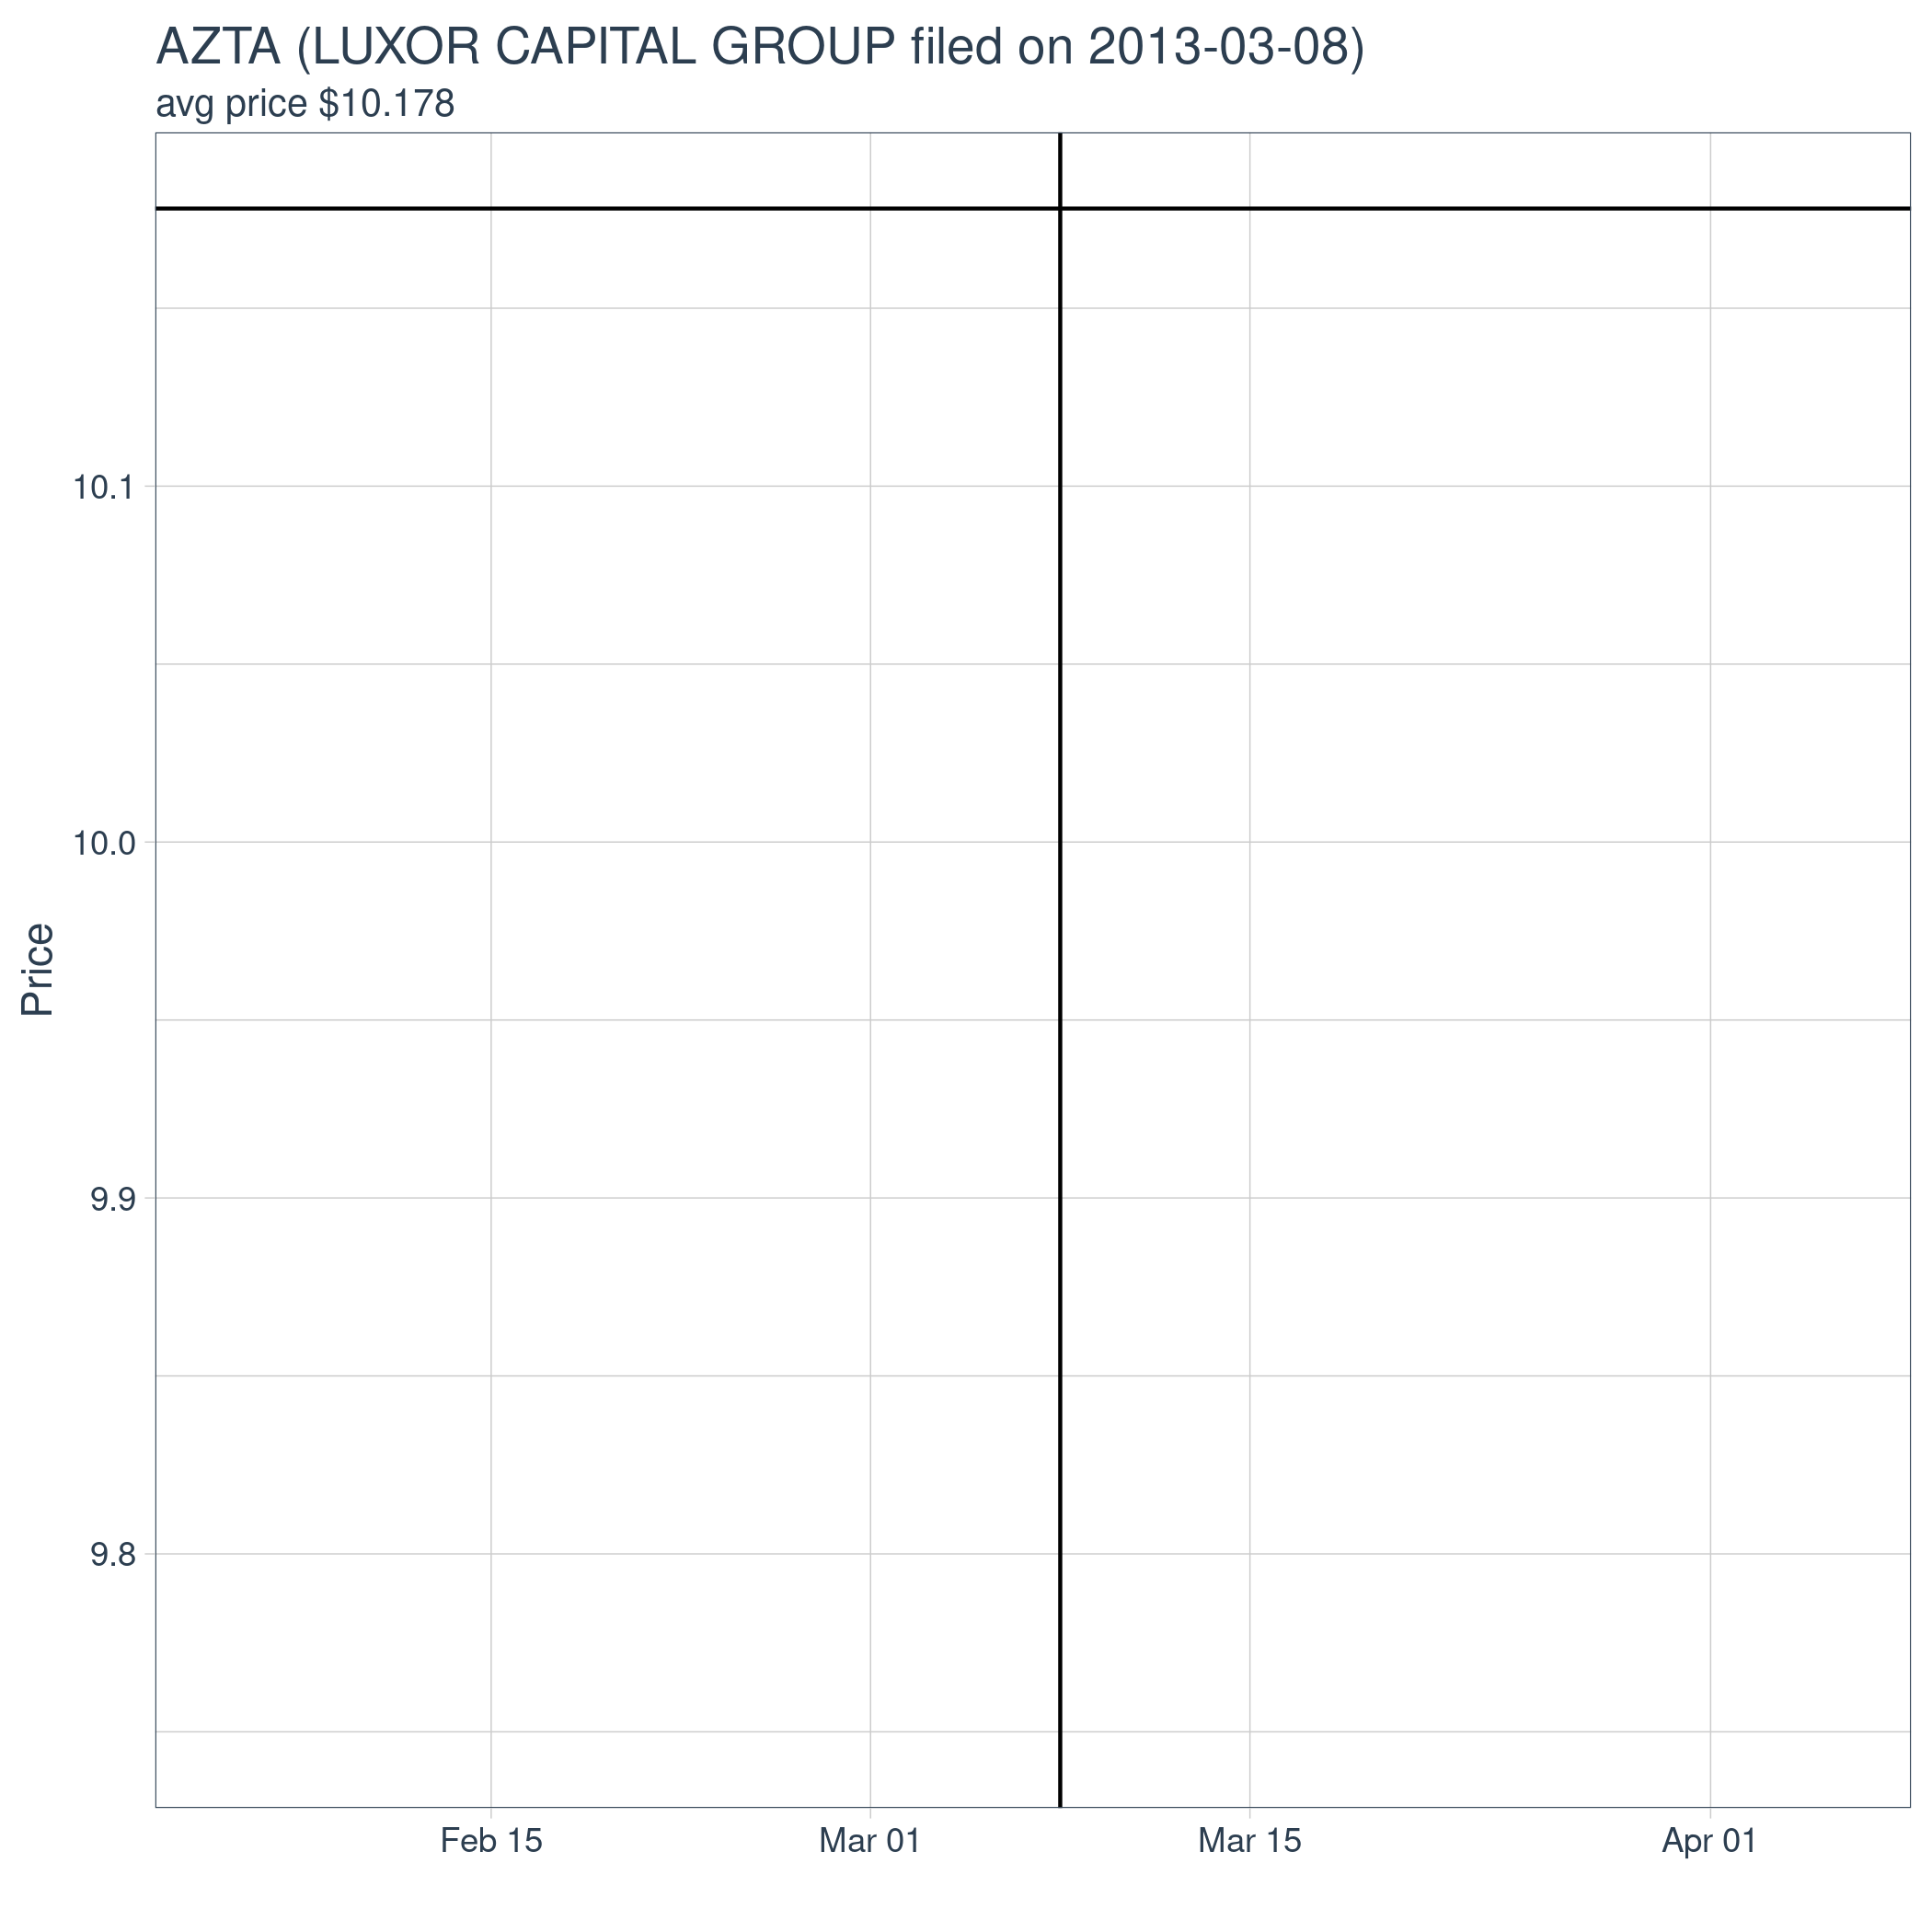 AZTA (LUXOR CAPITAL GROUP filed on 2013-03-08)
avg price $10.178
10.1
10.0
Price
9.9
9.8
Feb 15 Mar 01 Mar 15 Apr 01